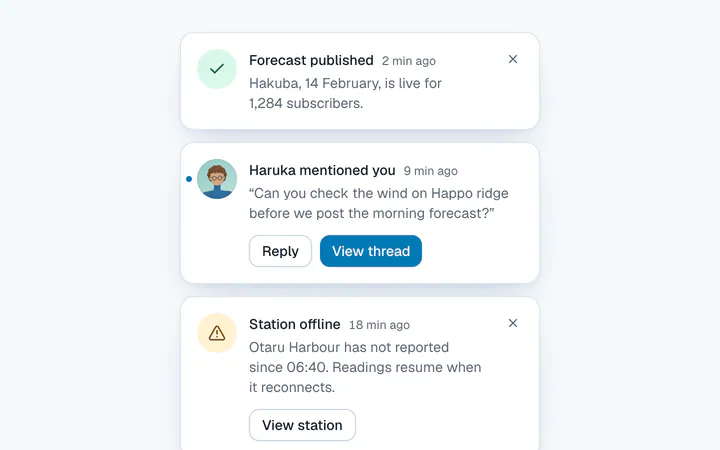 Forecast published 2 min ago
Hakuba, 14 February, is live for
1,284 subscribers.
Haruka mentioned you 9 min ago
“Can you check the wind on Happo ridge
before we post the morning forecast?”
Reply View thread
Station offline 18 min ago
Otaru Harbour has not reported
since 06:40. Readings resume when
it reconnects.
View station